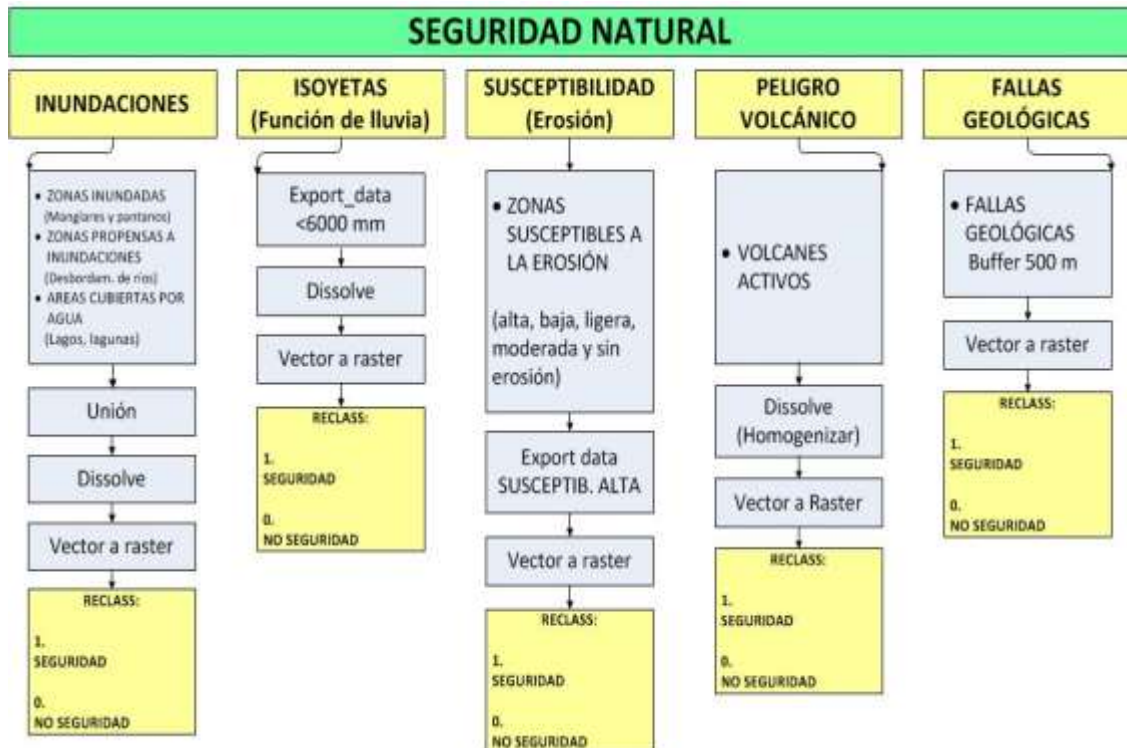 SEGURIDAD NATURAL
INUNDACIONES
• ZONAS INUNDADAS
(Manglares y pantanos)
• ZONAS PROPENSAS A
INUNDACIONES
(Desbordam. de ríos)
• AREAS CUBIERTAS POR
AGUA
(Lagos, lagunas)
Unión
Dissolve
Vector a raster
RECLASS:
1.
SEGURIDAD
0.
NO SEGURIDAD
ISOYETAS
(Función de lluvia)
Export_data
<6000 mm
Dissolve
Vector a raster
RECLASS:
1.
SEGURIDAD
0.
NO SEGURIDAD
SUSCEPTIBILIDAD
(Erosión)
• ZONAS
SUSCEPTIBLES A
LA EROSIÓN
(alta, baja, ligera,
moderada y sin
erosión)
Export data
SUSCEPTIB. ALTA
Vector a raster
RECLASS:
1.
SEGURIDAD
0.
NO SEGURIDAD
PELIGRO
VOLCÁNICO
• VOLCANES
ACTIVOS
Dissolve
(Homogenizar)
Vector a Raster
RECLASS:
1.
SEGURIDAD
0.
NO SEGURIDAD
FALLAS
GEOLÓGICAS
• FALLAS
GEOLÓGICAS
Buffer 500 m
Vector a raster
RECLASS:
1.
SEGURIDAD
0.
NO SEGURIDAD